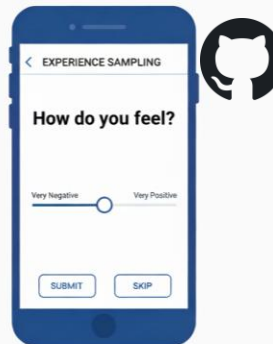 < EXPERIENCE SAMPLING
How do you feel?
Very Negative Very Positive
SUBMIT SKIP